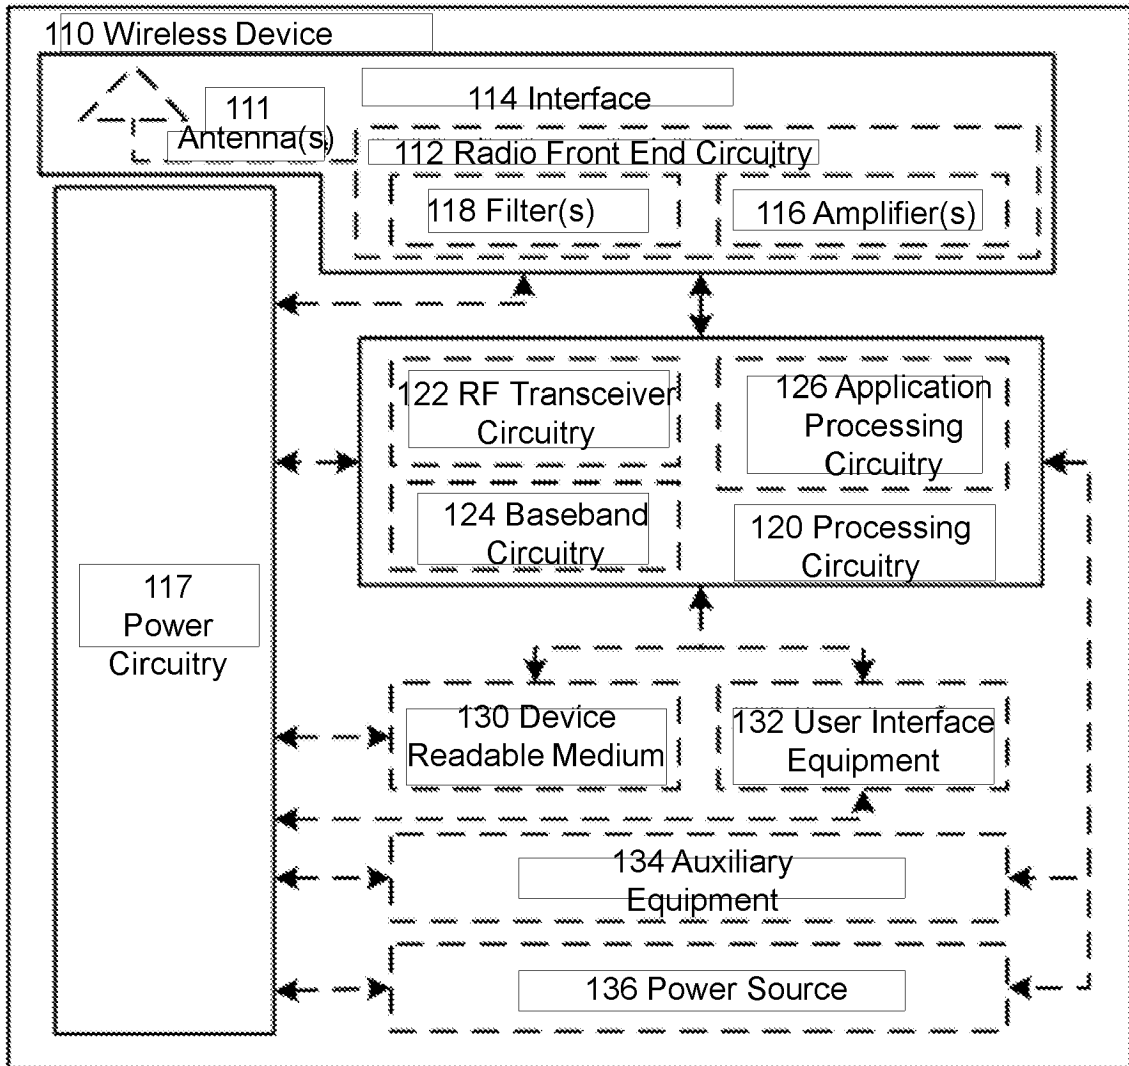 110 Wireless Device
114 Interface
111
Antenna(s)
112 Radio Front End Circuitry
118 Filter(s)
116 Amplifier(s)
122 RF Transceiver
Circuitry
126 Application
Processing
Circuitry
124 Baseband
Circuitry
120 Processing
Circuitry
117
Power
Circuitry
130 Device
Readable Medium
132 User Interface
Equipment
134 Auxiliary
Equipment
136 Power Source